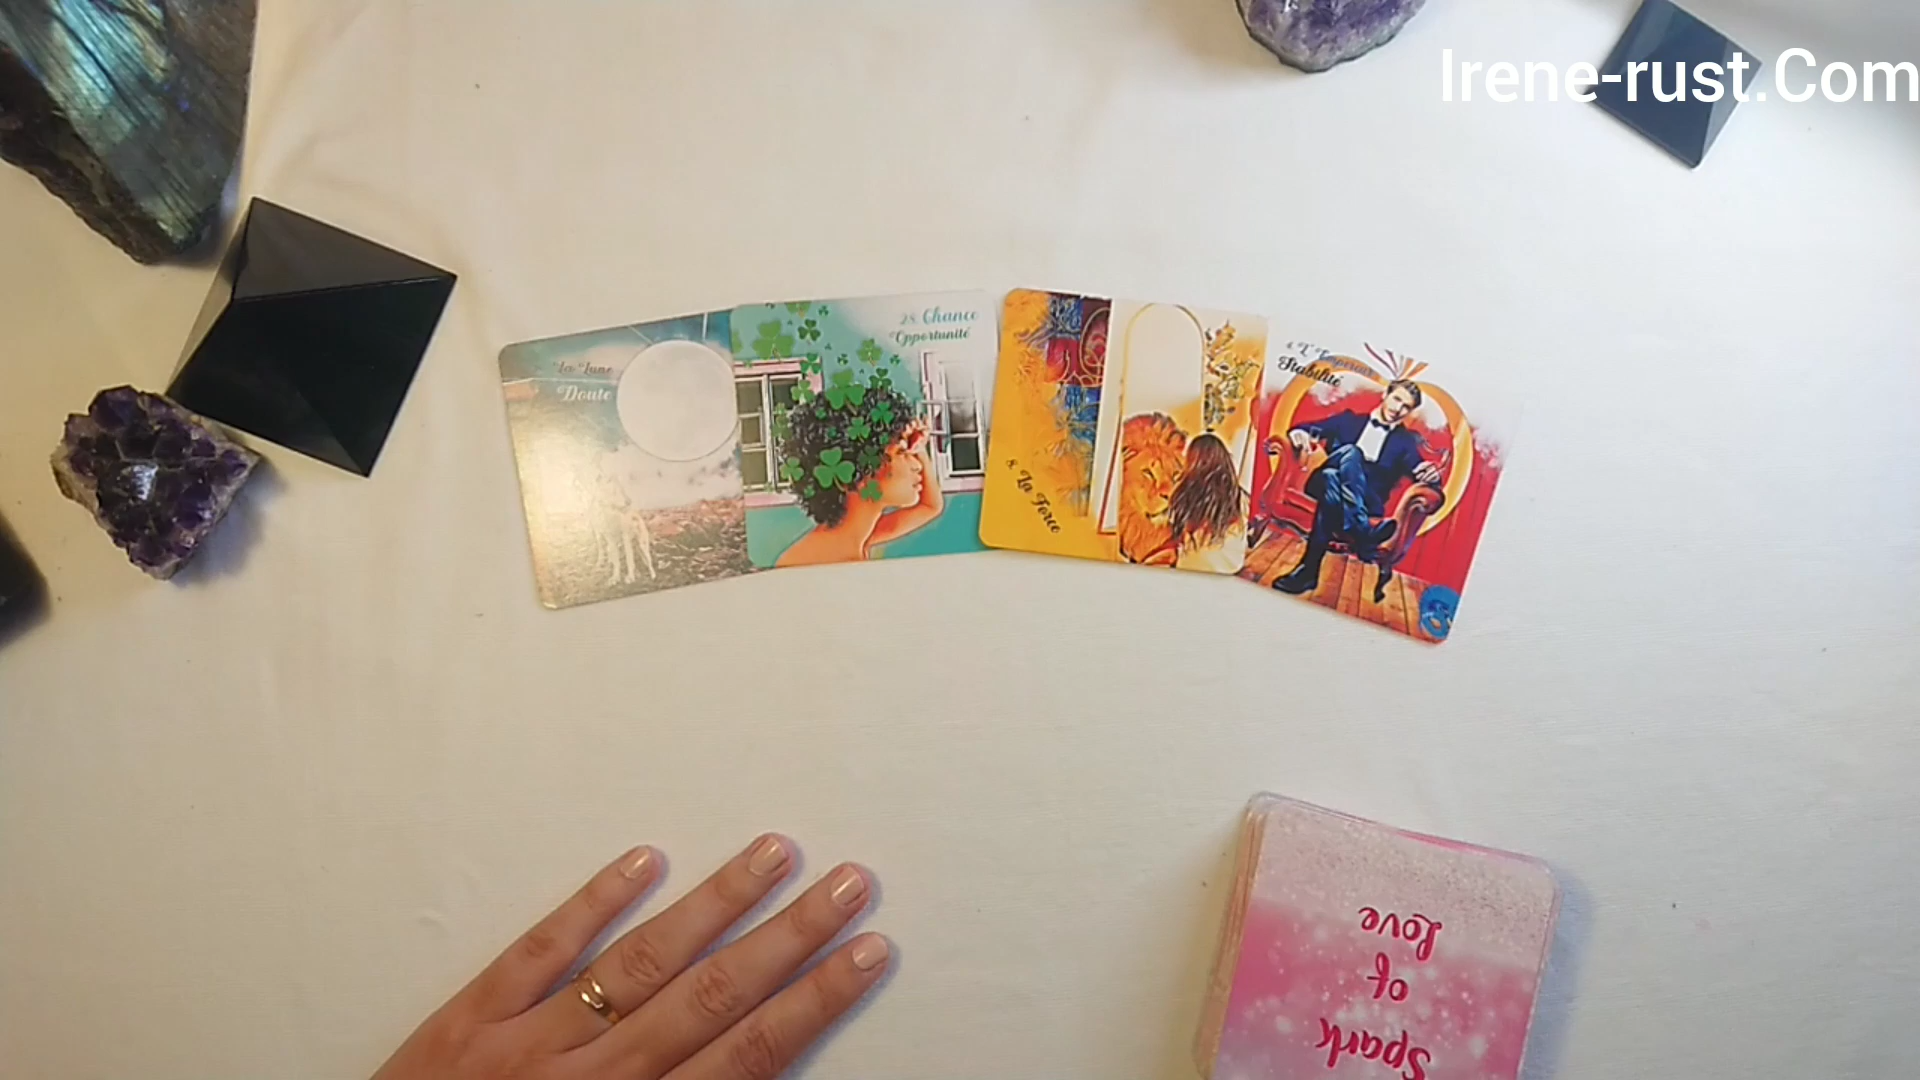 Irene-rust.Com
La Lune
Doute
28. Chance
Opportunité
8. La Force
4. L'Empereur
Stabilité
Spark
of
Love